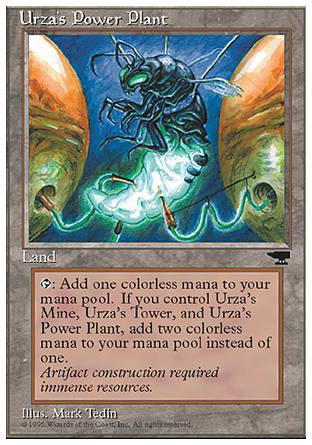 Urza's Power Plant
Land
: Add one colorless mana to your
mana pool. If you control Urza's
Mine, Urza's Tower, and Urza's
Power Plant, add two colorless
mana to your mana pool instead of
one.
Artifact construction required
immense resources.
Illus. Mark Tedin
© 1995 Wizards of the Coast, Inc. All rights reserved.